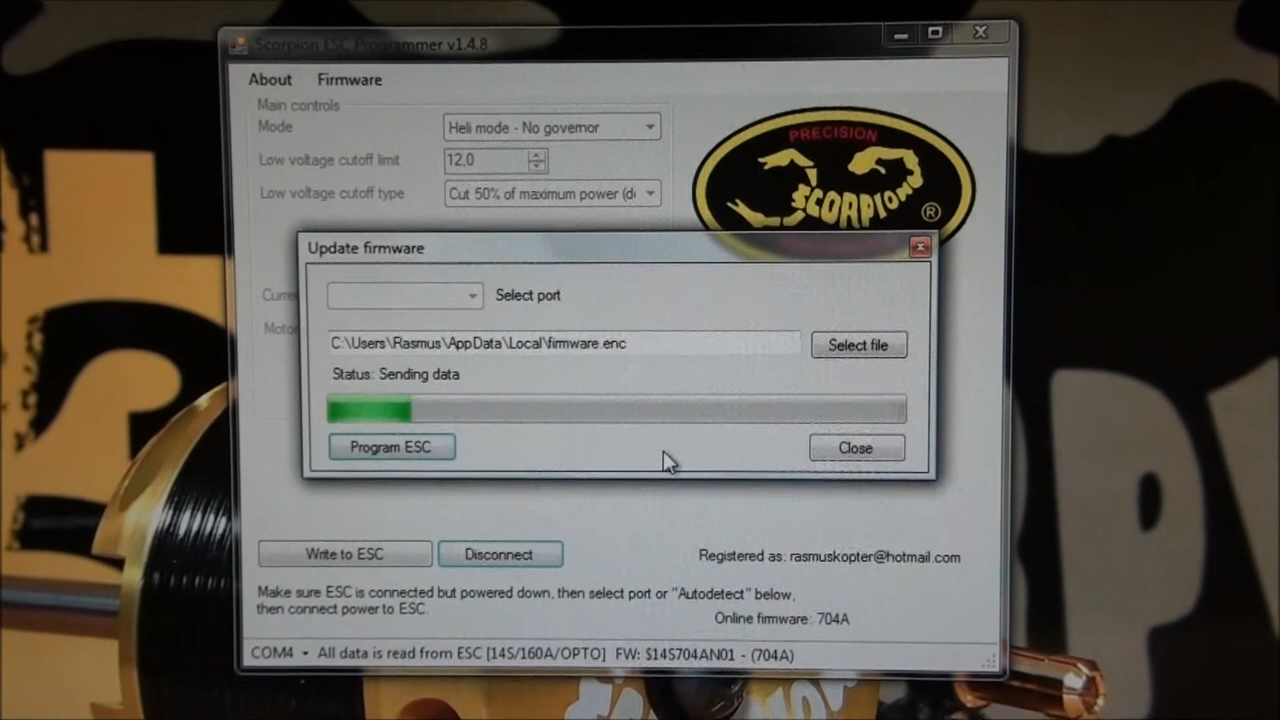 Scorpion ESC Programmer v1.4.8
About Firmware
Main controls
Mode
Heli mode - No governor
Low voltage cutoff limit
12,0
Low voltage cutoff type
Cut 50% of maximum power (d
PRECISION
SCORPION
®
Update firmware
Select port
C:\Users\Rasmus\AppData\Local\firmware.enc
Select file
Status: Sending data
Program ESC
Close
Write to ESC
Disconnect
Registered as: rasmuskopter@hotmail.com
Make sure ESC is connected but powered down, then select port or "Autodetect" below,
then connect power to ESC.
Online firmware: 704A
COM4 - All data is read from ESC [14S/160A/OPTO] FW: S14S704AN01 - (704A)